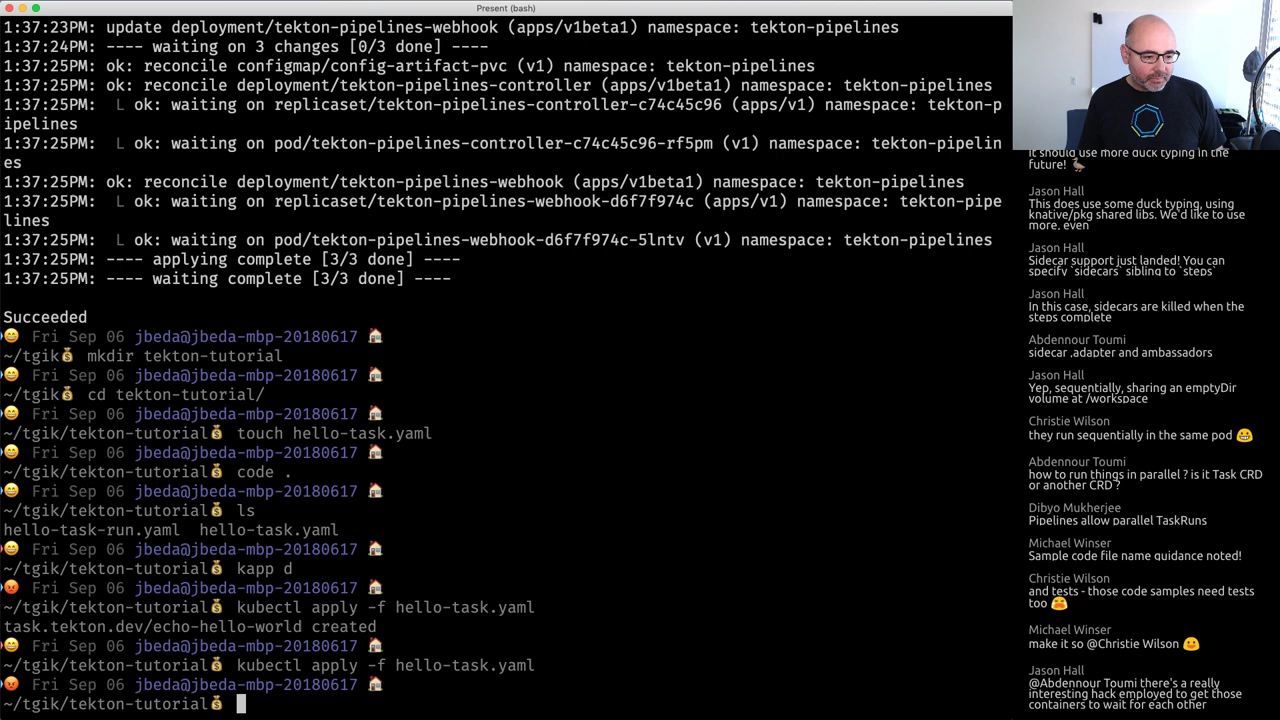 Present (bash)
1:37:23PM: update deployment/tekton-pipelines-webhook (apps/v1beta1) namespace: tekton-pipelines
1:37:24PM: ---- waiting on 3 changes [0/3 done] ----
1:37:25PM: ok: reconcile configmap/config-artifact-pvc (v1) namespace: tekton-pipelines
1:37:25PM: ok: reconcile deployment/tekton-pipelines-controller (apps/v1beta1) namespace: tekton-pipelines
1:37:25PM:  L ok: waiting on replicaset/tekton-pipelines-controller-c74c45c96 (apps/v1) namespace: tekton-p
ipelines
1:37:25PM:  L ok: waiting on pod/tekton-pipelines-controller-c74c45c96-rf5pm (v1) namespace: tekton-pipelin
es
1:37:25PM: ok: reconcile deployment/tekton-pipelines-webhook (apps/v1beta1) namespace: tekton-pipelines
1:37:25PM:  L ok: waiting on replicaset/tekton-pipelines-webhook-d6f7f974c (apps/v1) namespace: tekton-pipe
lines
1:37:25PM:  L ok: waiting on pod/tekton-pipelines-webhook-d6f7f974c-5lntv (v1) namespace: tekton-pipelines
1:37:25PM: ---- applying complete [3/3 done] ----
1:37:25PM: ---- waiting complete [3/3 done] ----
Succeeded
😄 Fri Sep 06 jbeda@jbeda-mbp-20180617 🏠
~/tgik💰 mkdir tekton-tutorial
😄 Fri Sep 06 jbeda@jbeda-mbp-20180617 🏠
~/tgik💰 cd tekton-tutorial/
😄 Fri Sep 06 jbeda@jbeda-mbp-20180617 🏠
~/tgik/tekton-tutorial💰 touch hello-task.yaml
😄 Fri Sep 06 jbeda@jbeda-mbp-20180617 🏠
~/tgik/tekton-tutorial💰 code .
😄 Fri Sep 06 jbeda@jbeda-mbp-20180617 🏠
~/tgik/tekton-tutorial💰 ls
hello-task-run.yaml  hello-task.yaml
😄 Fri Sep 06 jbeda@jbeda-mbp-20180617 🏠
~/tgik/tekton-tutorial💰 kapp d
😡 Fri Sep 06 jbeda@jbeda-mbp-20180617 🏠
~/tgik/tekton-tutorial💰 kubectl apply -f hello-task.yaml
task.tekton.dev/echo-hello-world created
😄 Fri Sep 06 jbeda@jbeda-mbp-20180617 🏠
~/tgik/tekton-tutorial💰 kubectl apply -f hello-task.yaml
😡 Fri Sep 06 jbeda@jbeda-mbp-20180617 🏠
~/tgik/tekton-tutorial💰
it should use more duck typing in the
future! 🦆
Jason Hall
This does use some duck typing, using
knative/pkg shared libs. We'd like to use
more, even
Jason Hall
Sidecar support just landed! You can
specify `sidecars` sibling to `steps`
Jason Hall
In this case, sidecars are killed when the
steps complete
Abdennour Toumi
sidecar ,adapter and ambassadors
Jason Hall
Yep, sequentially, sharing an emptyDir
volume at /workspace
Christie Wilson
they run sequentially in the same pod 😀
Abdennour Toumi
how to run things in parallel ? is it Task CRD
or another CRD ?
Dibyo Mukherjee
Pipelines allow parallel TaskRuns
Michael Winser
Sample code file name guidance noted!
Christie Wilson
and tests - those code samples need tests
too 😫
Michael Winser
make it so @Christie Wilson 😃
Jason Hall
@Abdennour Toumi there's a really
interesting hack employed to get those
containers to wait for each other